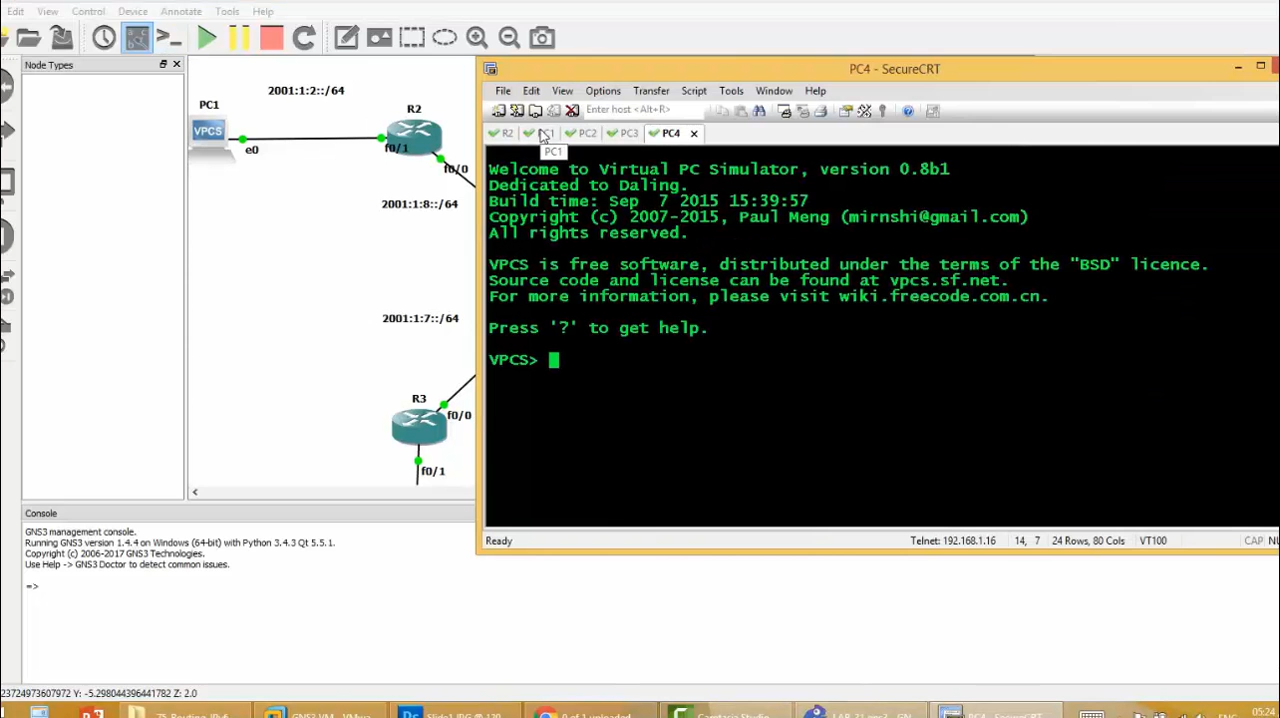 Edit View Control Device Annotate Tools Help
Node Types
PC1
2001:1:2::/64
R2
VPCS
e0
f0/1
f0/0
2001:1:8::/64
2001:1:7::/64
R3
f0/0
f0/1
PC4 - SecureCRT
File Edit View Options Transfer Script Tools Window Help
Enter host <Alt+R>
R2 PC2 PC3 PC4
PC1
Welcome to Virtual PC Simulator, version 0.8b1
Dedicated to Daling.
Build time: Sep 7 2015 15:39:57
Copyright (c) 2007-2015, Paul Meng (mirnshi@gmail.com)
All rights reserved.
VPCS is free software, distributed under the terms of the "BSD" licence.
Source code and license can be found at vpcs.sf.net.
For more information, please visit wiki.freecode.com.cn.
Press '?' to get help.
VPCS>
Ready Telnet: 192.168.1.16 14, 7 24 Rows, 80 Cols VT100 CAP
Console
GNS3 management console.
Running GNS3 version 1.4.4 on Windows (64-bit) with Python 3.4.3 Qt 5.5.1.
Copyright (c) 2006-2017 GNS3 Technologies.
Use Help -> GNS3 Doctor to detect common issues.
=>
23724973607972 Y: -5.298044396441782 Z: 2.0
05:24